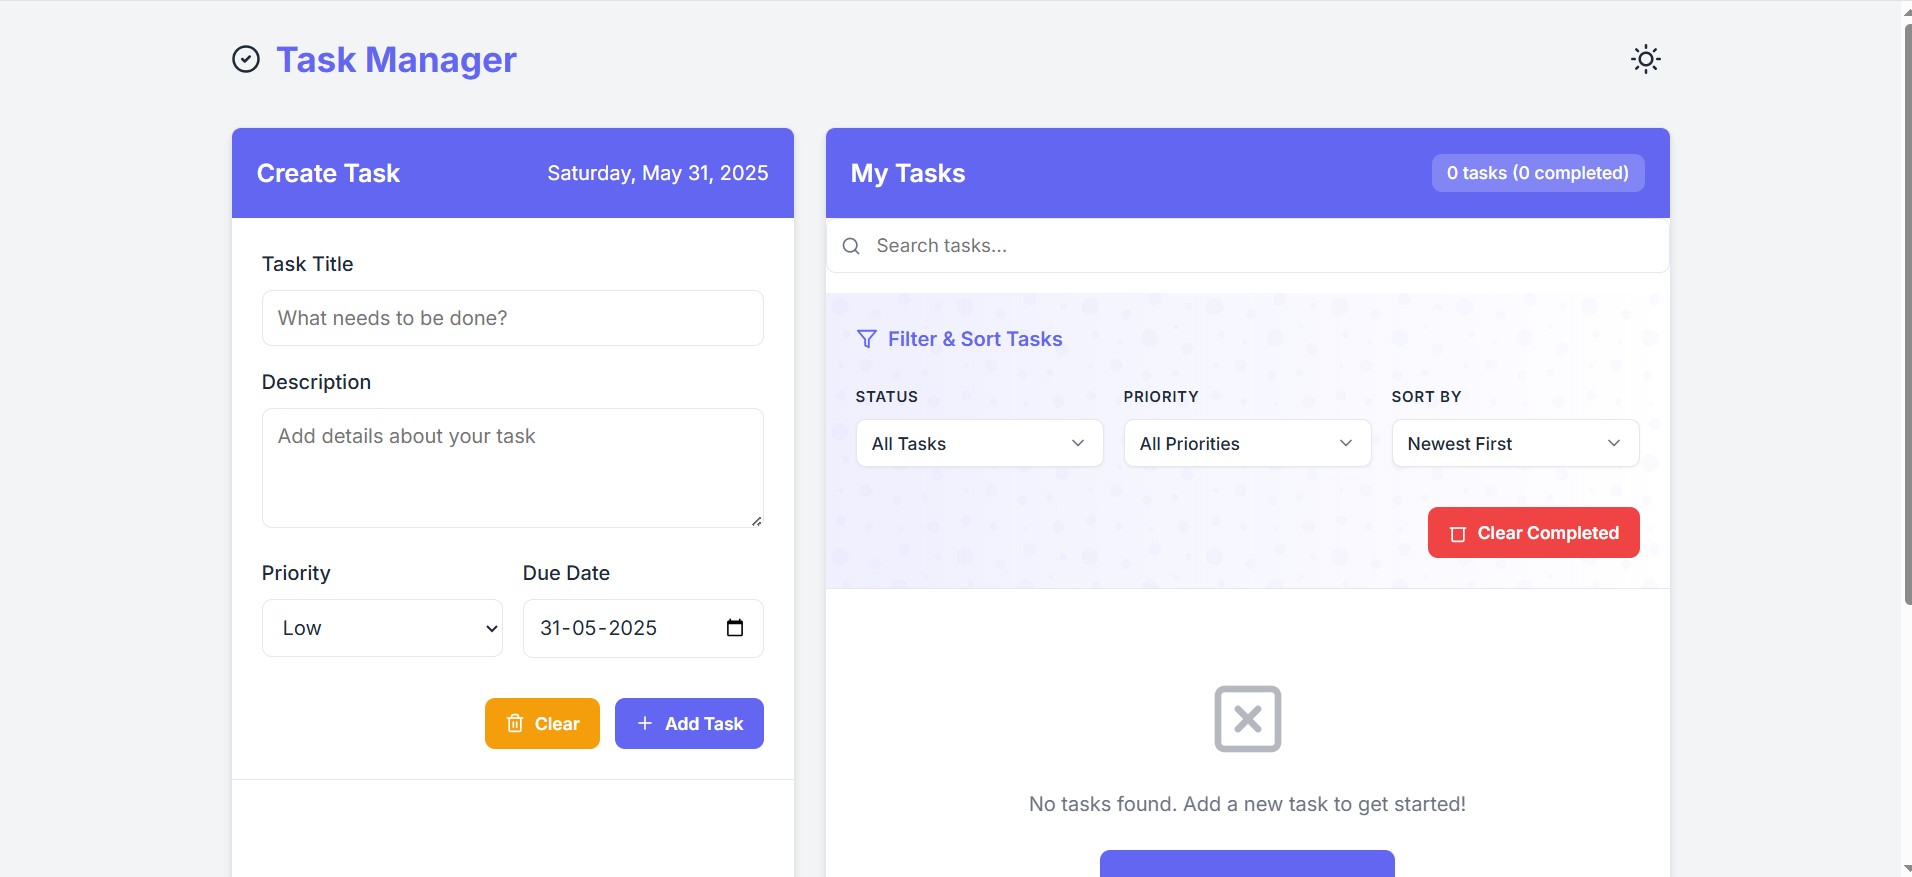 Task Manager
Create Task
Saturday, May 31, 2025
Task Title
What needs to be done?
Description
Add details about your task
Priority
Due Date
Low
31-05-2025
Clear
Add Task
My Tasks
0 tasks (0 completed)
Search tasks...
Filter & Sort Tasks
STATUS
PRIORITY
SORT BY
All Tasks
All Priorities
Newest First
Clear Completed
No tasks found. Add a new task to get started!